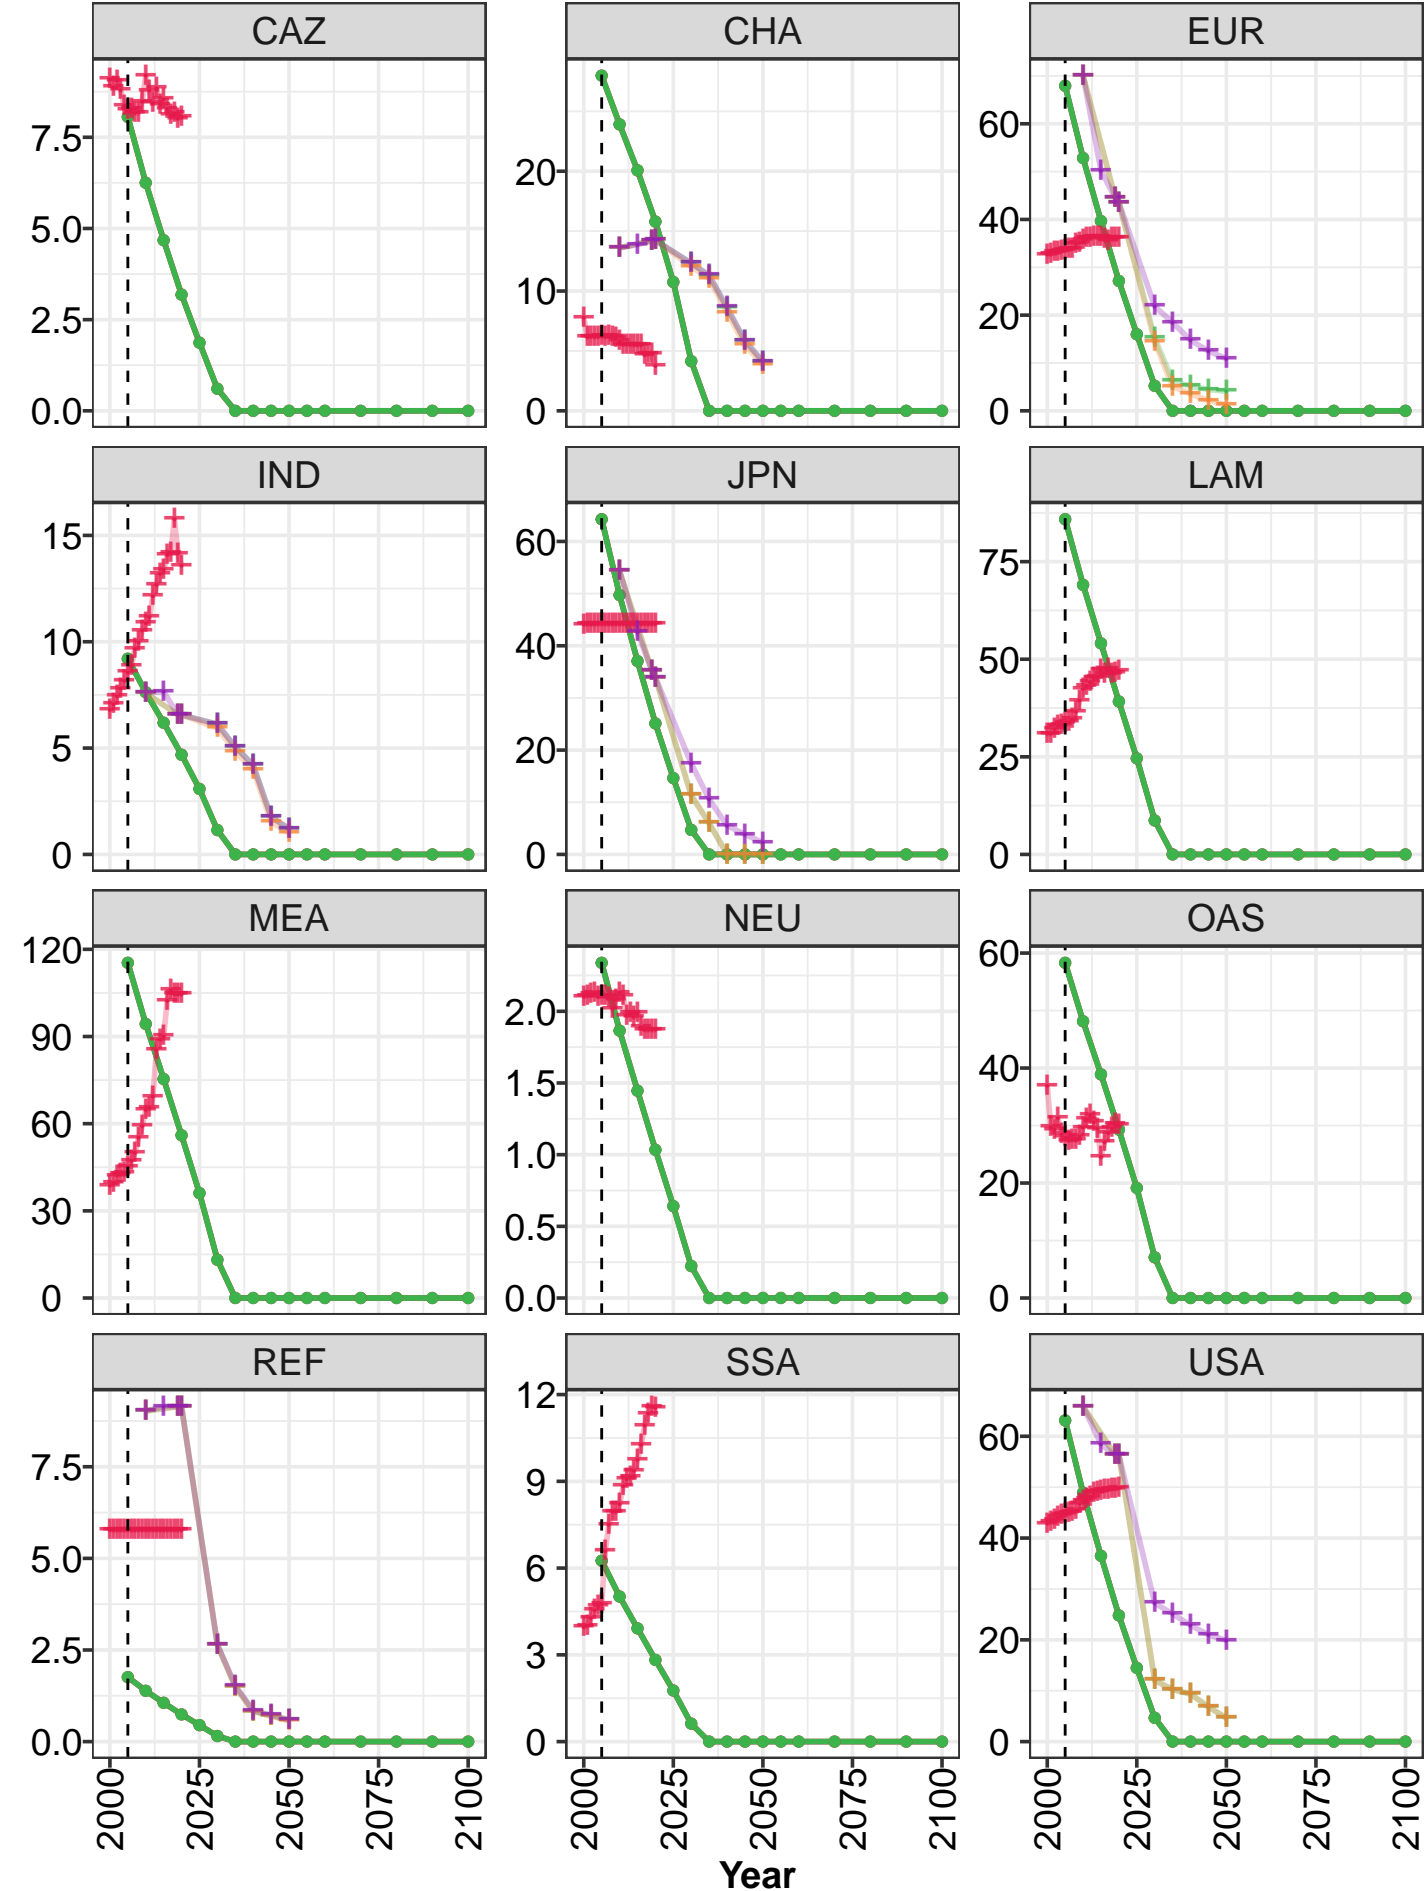 CAZ CHA EUR
7.5 5.0 2.5 0.0
20 10 0
60 40 20 0
IND JPN LAM
15 10 5 0
60 40 20 0
75 50 25 0
MEA NEU OAS
120 90 60 30 0
2.0 1.5 1.0 0.5 0.0
60 40 20 0
REF SSA USA
7.5 5.0 2.5 0.0
12 9 6 3 0
60 40 20 0
2000 2025 2050 2075 2100 2000 2025 2050 2075 2100 2000 2025 2050 2075 2100
Year